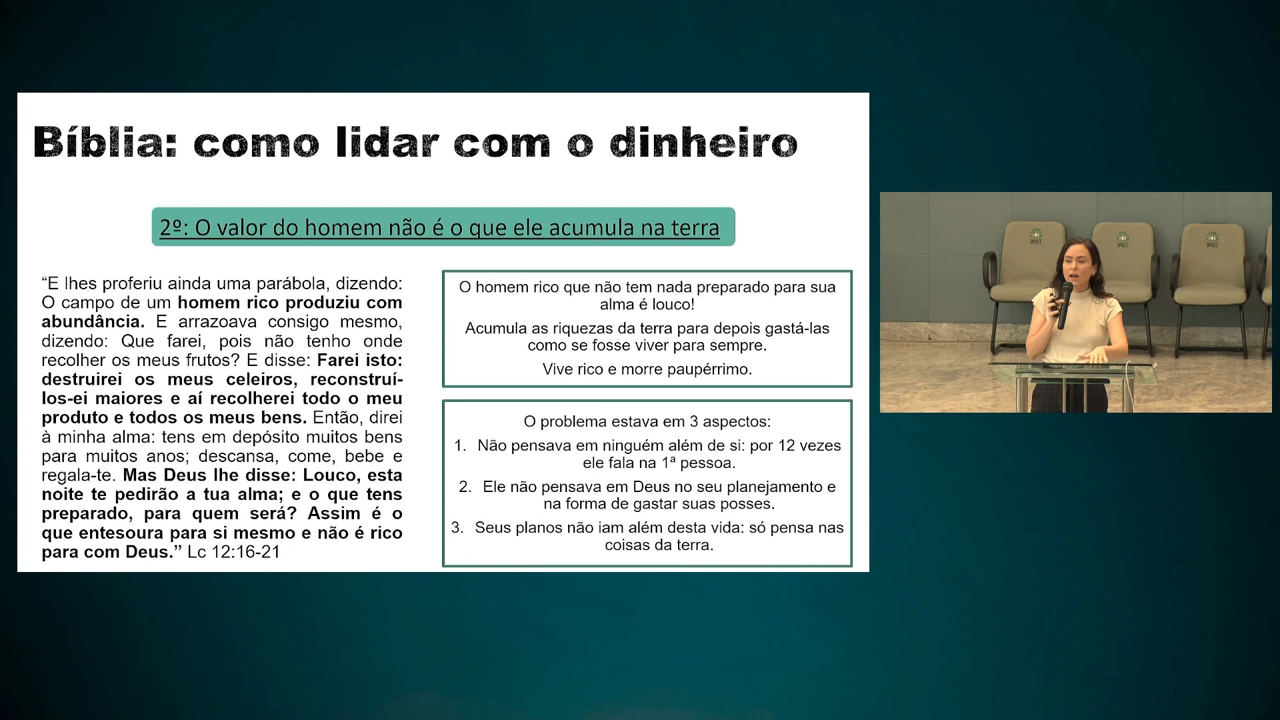 Bíblia: como lidar com o dinheiro
2º: O valor do homem não é o que ele acumula na terra
“E lhes proferiu ainda uma parábola, dizendo:
O campo de um homem rico produziu com
abundância. E arrazoava consigo mesmo,
dizendo: Que farei, pois não tenho onde
recolher os meus frutos? E disse: Farei isto:
destruirei os meus celeiros, reconstruí-
los-ei maiores e aí recolherei todo o meu
produto e todos os meus bens. Então, direi
à minha alma: tens em depósito muitos bens
para muitos anos; descansa, come, bebe e
regala-te. Mas Deus lhe disse: Louco, esta
noite te pedirão a tua alma; e o que tens
preparado, para quem será? Assim é o
que entesoura para si mesmo e não é rico
para com Deus.” Lc 12:16-21
O homem rico que não tem nada preparado para sua
alma é louco!
Acumula as riquezas da terra para depois gastá-las
como se fosse viver para sempre.
Vive rico e morre paupérrimo.
O problema estava em 3 aspectos:
1. Não pensava em ninguém além de si: por 12 vezes
ele fala na 1ª pessoa.
2. Ele não pensava em Deus no seu planejamento e
na forma de gastar suas posses.
3. Seus planos não iam além desta vida: só pensa nas
coisas da terra.